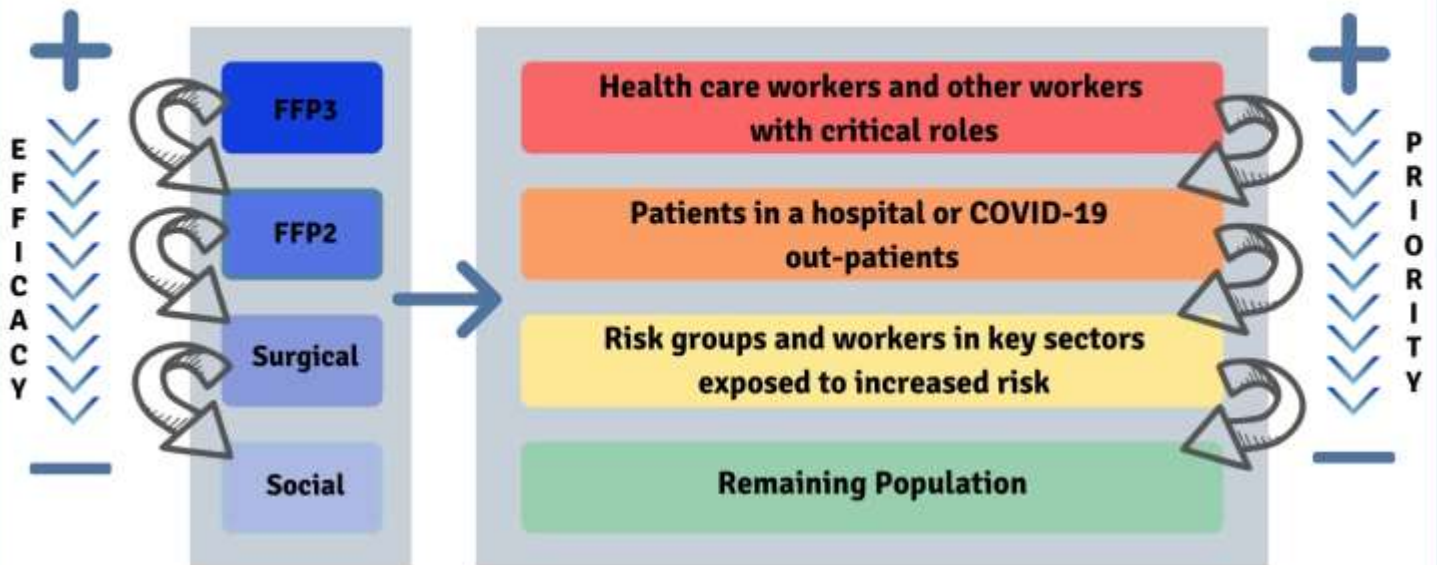 EFFICACY
FFP3
FFP2
Surgical
Social
Health care workers and other workers
with critical roles
Patients in a hospital or COVID-19
out-patients
Risk groups and workers in key sectors
exposed to increased risk
Remaining Population
PRIORITY